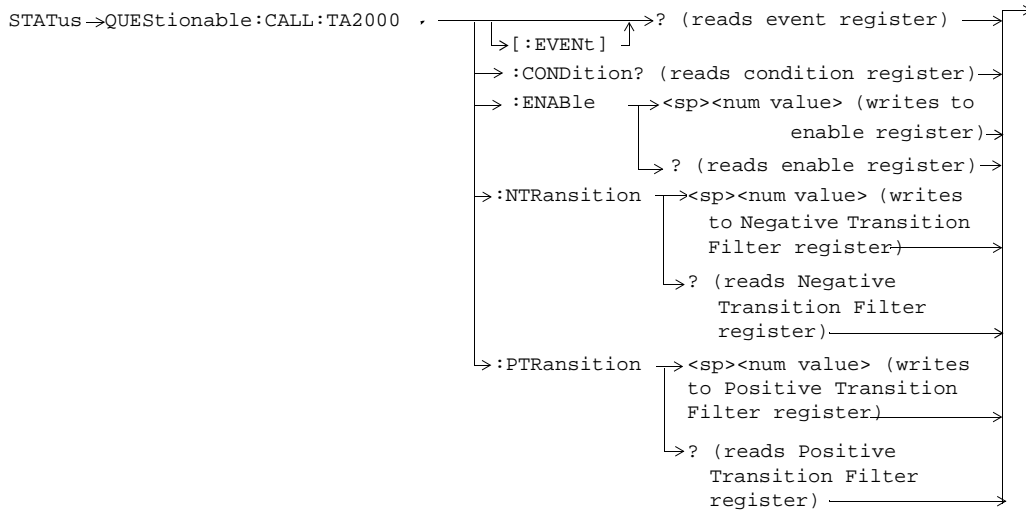 STATus QUEStionable:CALL:TA2000 ? (reads event register)
[:EVENt]
:CONDition? (reads condition register)
:ENABle <sp><num value> (writes to
enable register)
? (reads enable register)
:NTRansition <sp><num value> (writes
to Negative Transition
Filter register)
? (reads Negative
Transition Filter
register)
:PTRansition <sp><num value> (writes
to Positive Transition
Filter register)
? (reads Positive
Transition Filter
register)